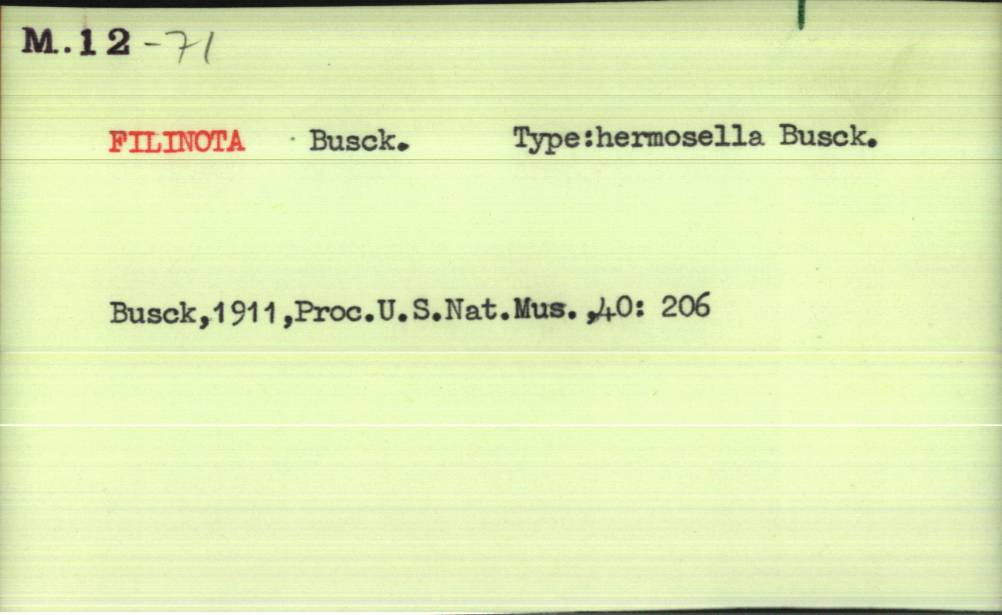 M.12-71
FILINOTA Busck. Type:hermosella Busck.
Busck,1911,Proc.U.S.Nat.Mus.,40: 206